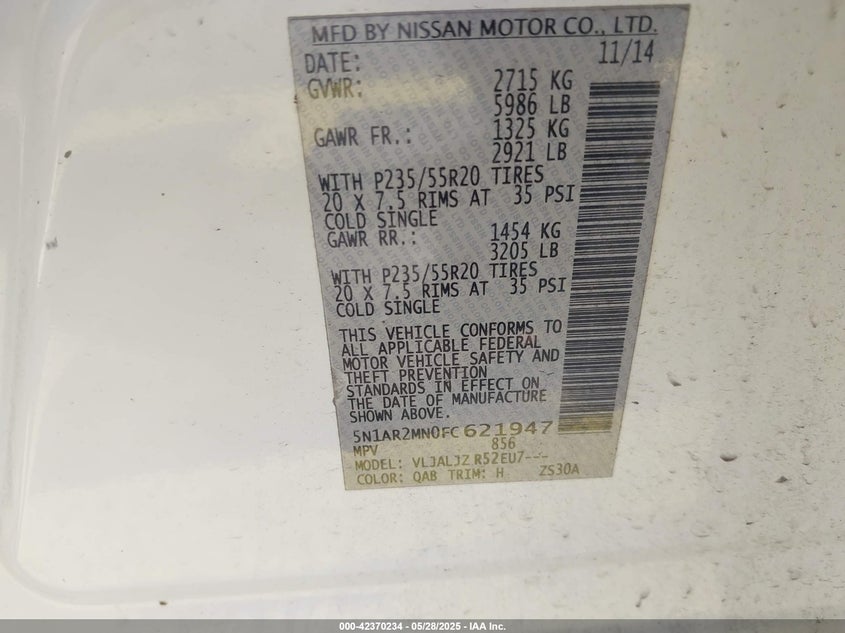 MFD BY NISSAN MOTOR CO., LTD.
DATE: 11/14
GVWR: 2715 KG
5986 LB
GAWR FR.: 1325 KG
2921 LB
WITH P235/55R20 TIRES
20 X 7.5 RIMS AT 35 PSI
COLD SINGLE
GAWR RR.: 1454 KG
3205 LB
WITH P235/55R20 TIRES
20 X 7.5 RIMS AT 35 PSI
COLD SINGLE
THIS VEHICLE CONFORMS TO
ALL APPLICABLE FEDERAL
MOTOR VEHICLE SAFETY AND
THEFT PREVENTION
STANDARDS IN EFFECT ON
THE DATE OF MANUFACTURE
SHOWN ABOVE.
5N1AR2MN0FC621947
MPV 856
MODEL: VLJALJZ R52EU7---
COLOR: QAB TRIM: H ZS30A
000-42370234 - 05/28/2025 - IAA Inc.